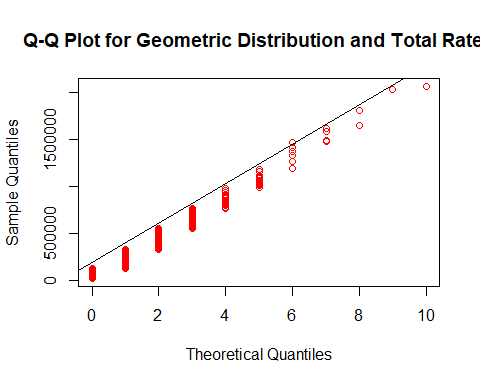 Q-Q Plot for Geometric Distribution and Total Rate
1500000
500000
0
Sample Quantiles
0 2 4 6 8 10
Theoretical Quantiles